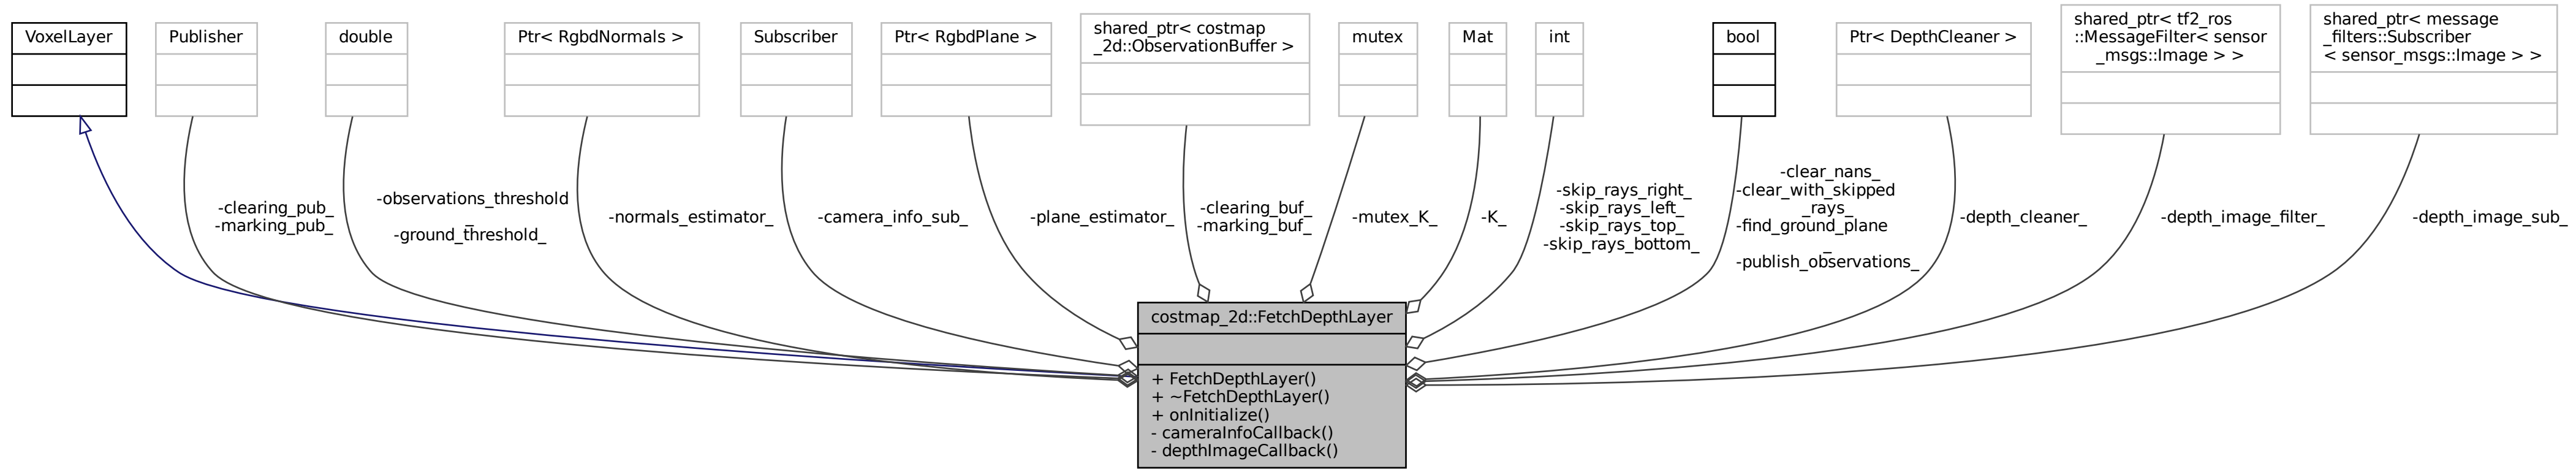 VoxelLayer
Publisher
double
Ptr< RgbdNormals >
Subscriber
Ptr< RgbdPlane >
shared_ptr< costmap
_2d::ObservationBuffer >
mutex
Mat
int
bool
Ptr< DepthCleaner >
shared_ptr< tf2_ros
::MessageFilter< sensor
_msgs::Image > >
shared_ptr< message
_filters::Subscriber
< sensor_msgs::Image > >
-clearing_pub_
-marking_pub_
-observations_threshold
_
-ground_threshold_
-normals_estimator_
-camera_info_sub_
-plane_estimator_
-clearing_buf_
-marking_buf_
-mutex_K_
-K_
-skip_rays_right_
-skip_rays_left_
-skip_rays_top_
-skip_rays_bottom_
-clear_nans_
-clear_with_skipped
_rays_
-find_ground_plane
_
-publish_observations_
-depth_cleaner_
-depth_image_filter_
-depth_image_sub_
costmap_2d::FetchDepthLayer
+ FetchDepthLayer()
+ ~FetchDepthLayer()
+ onInitialize()
- cameraInfoCallback()
- depthImageCallback()